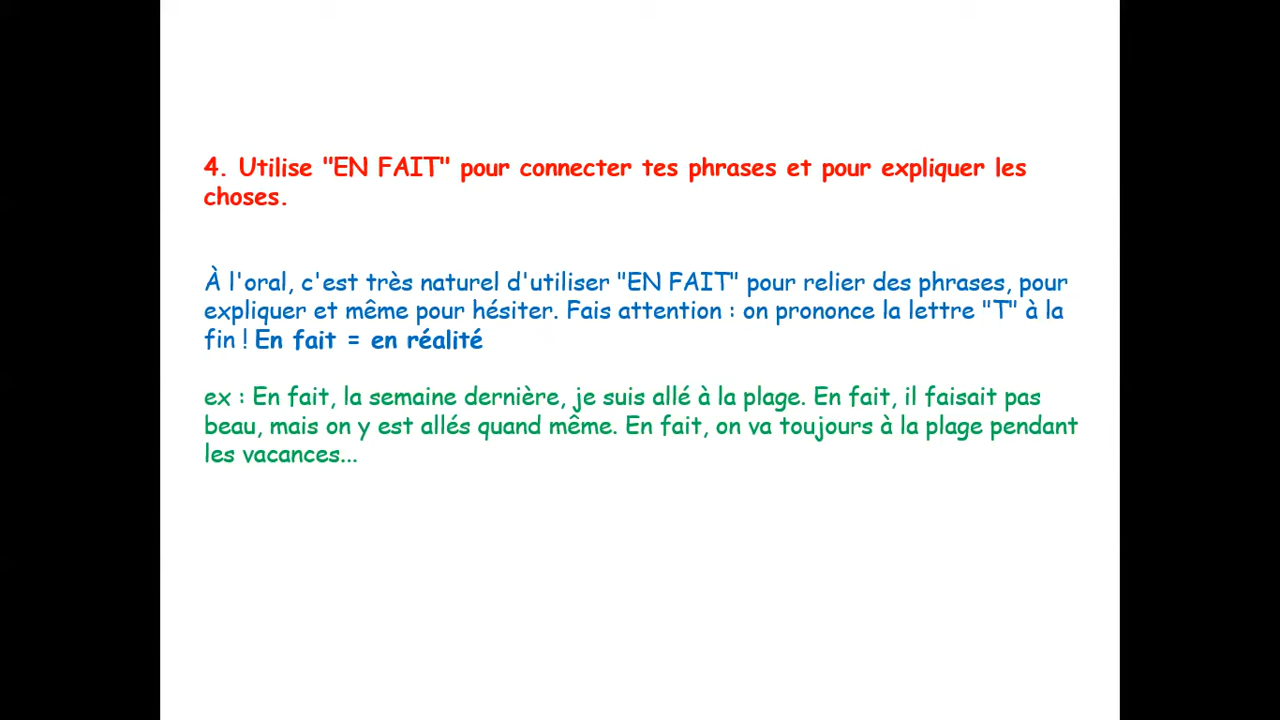 4. Utilise "EN FAIT" pour connecter tes phrases et pour expliquer les
choses.
À l'oral, c'est très naturel d'utiliser "EN FAIT" pour relier des phrases, pour
expliquer et même pour hésiter. Fais attention : on prononce la lettre "T" à la
fin ! En fait = en réalité
ex : En fait, la semaine dernière, je suis allé à la plage. En fait, il faisait pas
beau, mais on y est allés quand même. En fait, on va toujours à la plage pendant
les vacances...